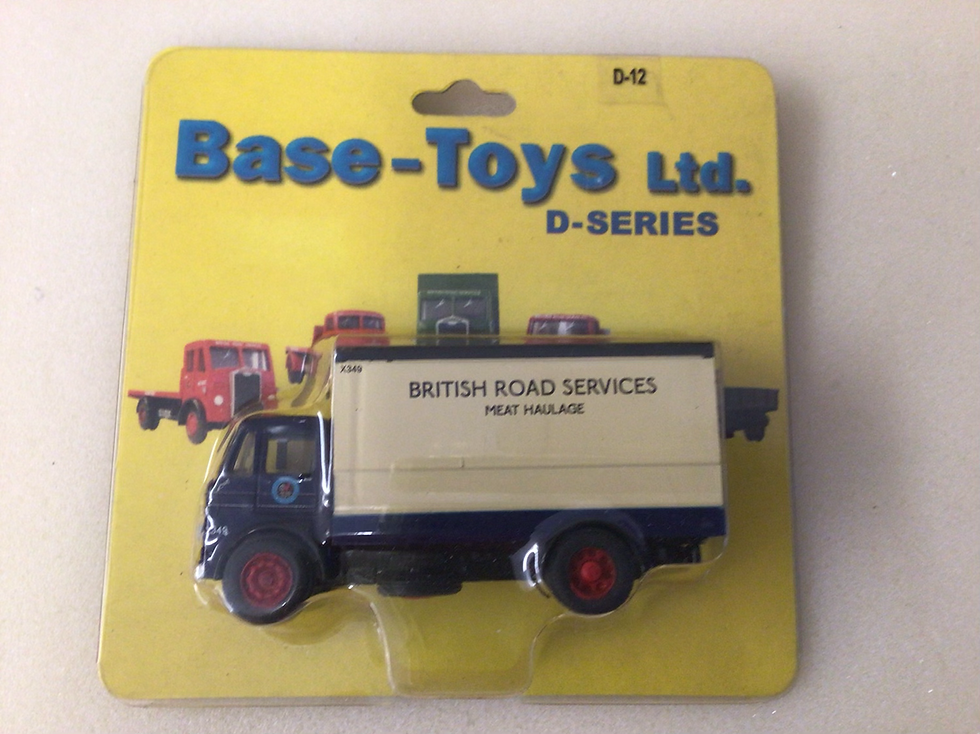 D-12
Base-Toys Ltd.
D-SERIES
X349
BRITISH ROAD SERVICES
MEAT HAULAGE